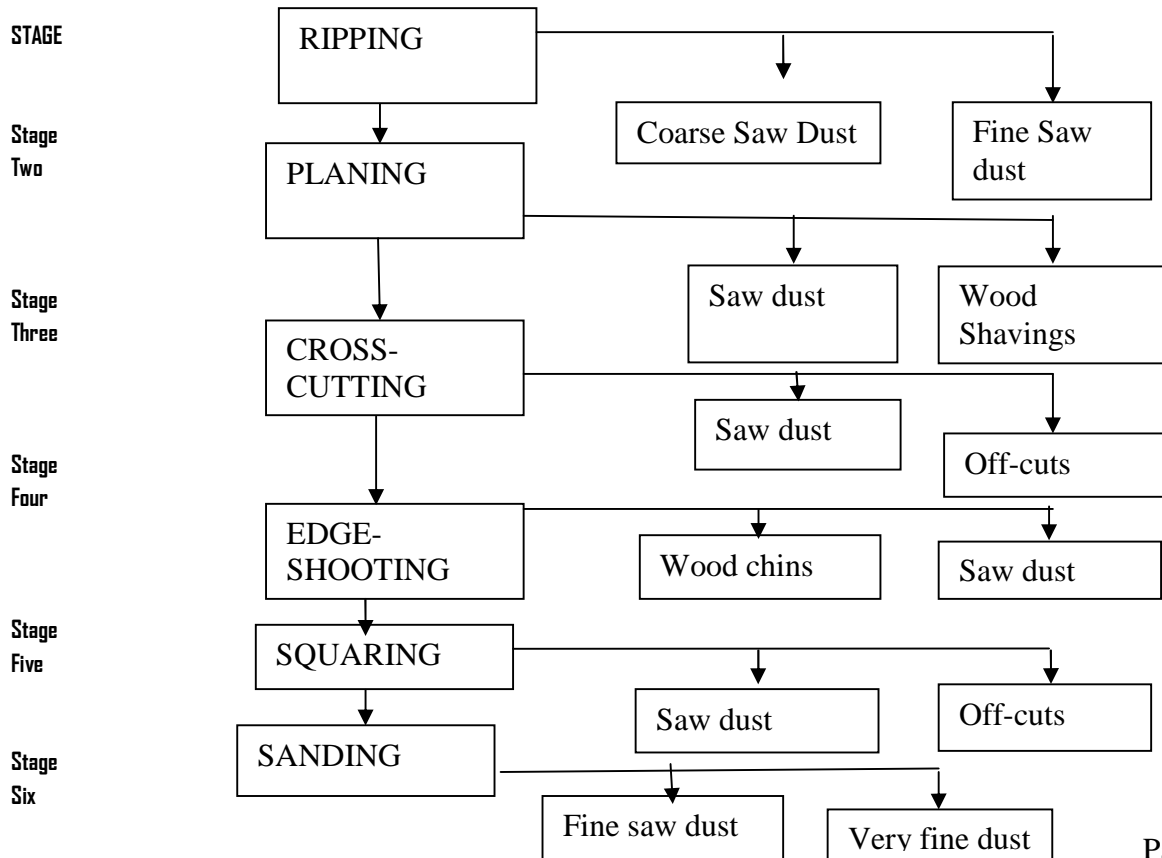 STAGE
RIPPING
Stage
Two
Coarse Saw Dust
Fine Saw
dust
PLANING
Stage
Three
Saw dust
Wood
Shavings
CROSS-
CUTTING
Saw dust
Off-cuts
Stage
Four
EDGE-
SHOOTING
Wood chins
Saw dust
Stage
Five
SQUARING
Saw dust
Off-cuts
Stage
Six
SANDING
Fine saw dust
Very fine dust